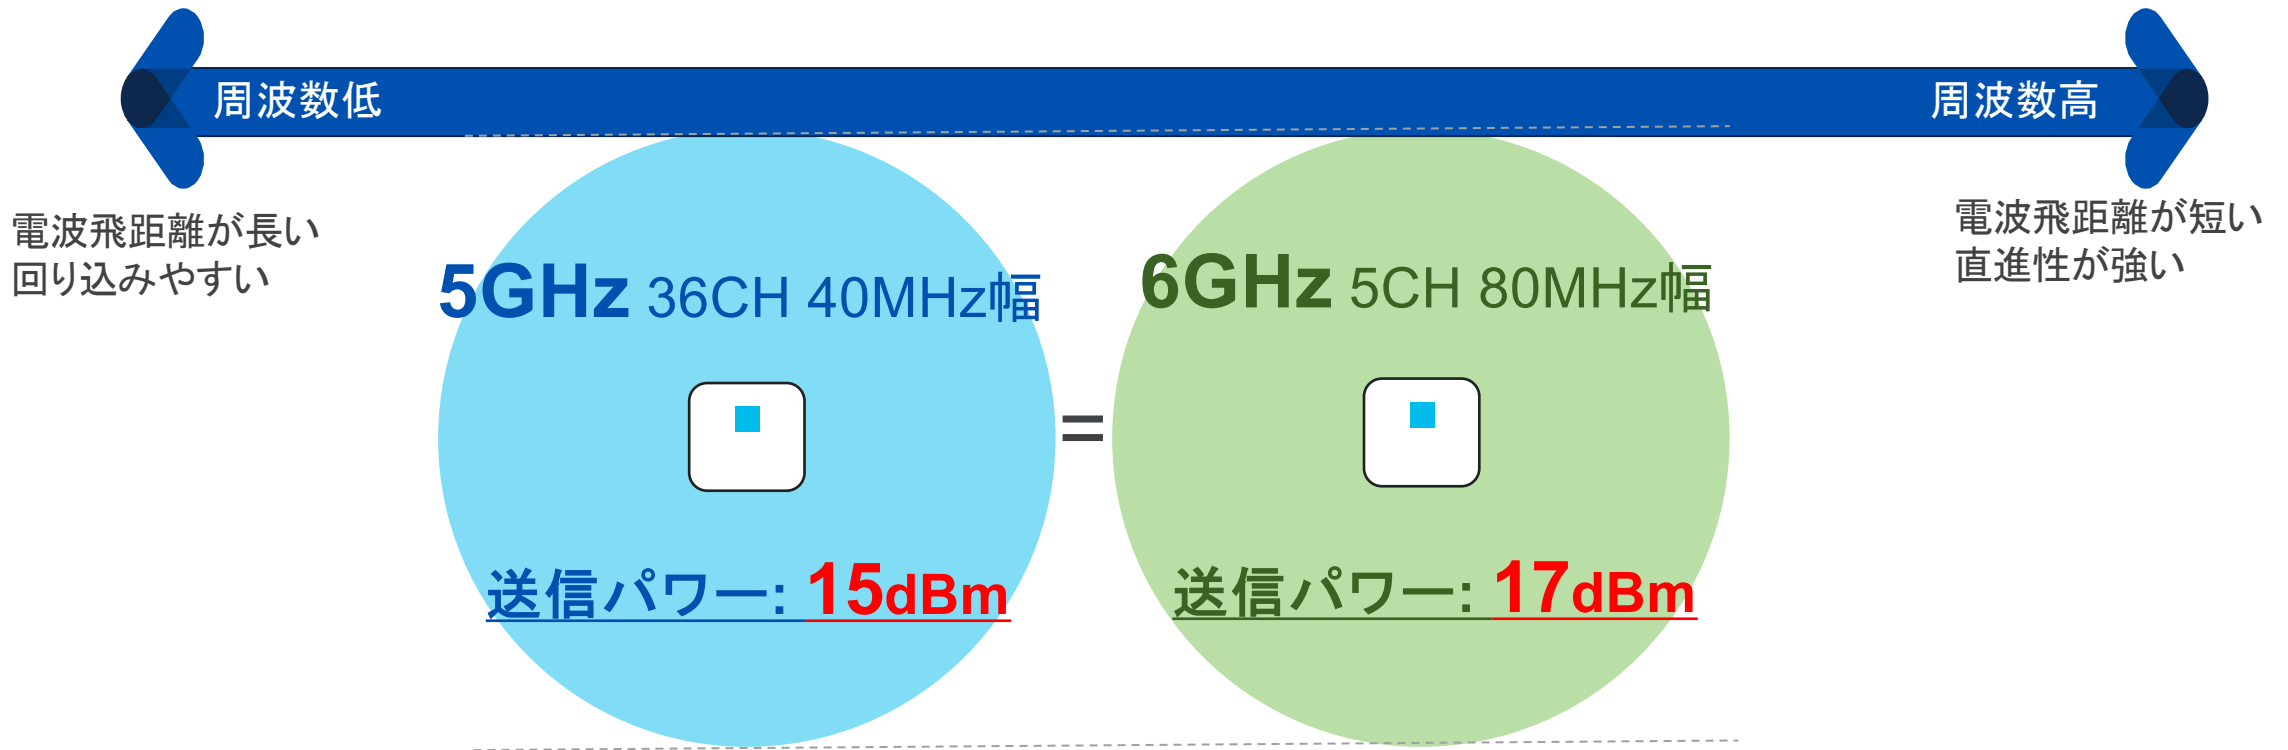 周波数低
周波数高
電波飛距離が長い
回り込みやすい
電波飛距離が短い
直進性が強い
5GHz 36CH 40MHz幅
6GHz 5CH 80MHz幅
=
送信パワー: 15dBm
送信パワー: 17dBm